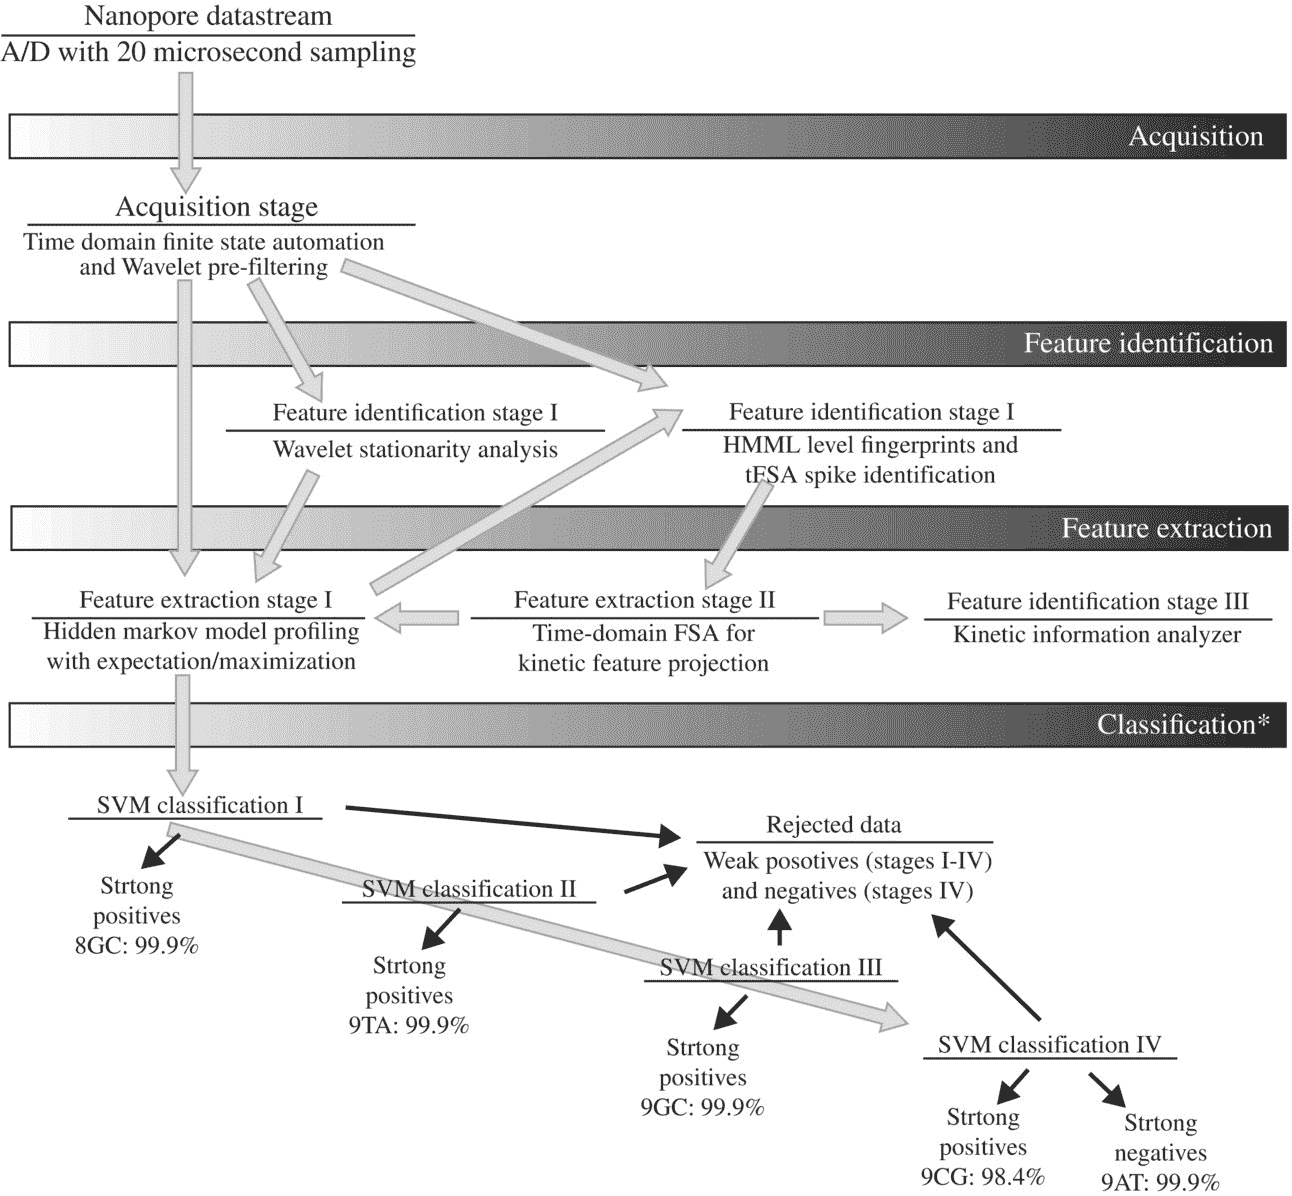 Nanopore datastream
A/D with 20 microsecond sampling
Acquisition
Acquisition stage
Time domain finite state automation
and Wavelet pre-filtering
Feature identification
Feature identification stage I
Wavelet stationarity analysis
Feature identification stage I
HMML level fingerprints and
tFSA spike identification
Feature extraction
Feature extraction stage I
Hidden markov model profiling
with expectation/maximization
Feature extraction stage II
Time-domain FSA for
kinetic feature projection
Feature identification stage III
Kinetic information analyzer
Classification*
SVM classification I
Strtong
positives
8GC: 99.9%
Rejected data
Weak posotives (stages I-IV)
and negatives (stages IV)
SVM classification II
Strtong
positives
9TA: 99.9%
SVM classification III
Strtong
positives
9GC: 99.9%
SVM classification IV
Strtong
positives
9CG: 98.4%
Strtong
negatives
9AT: 99.9%